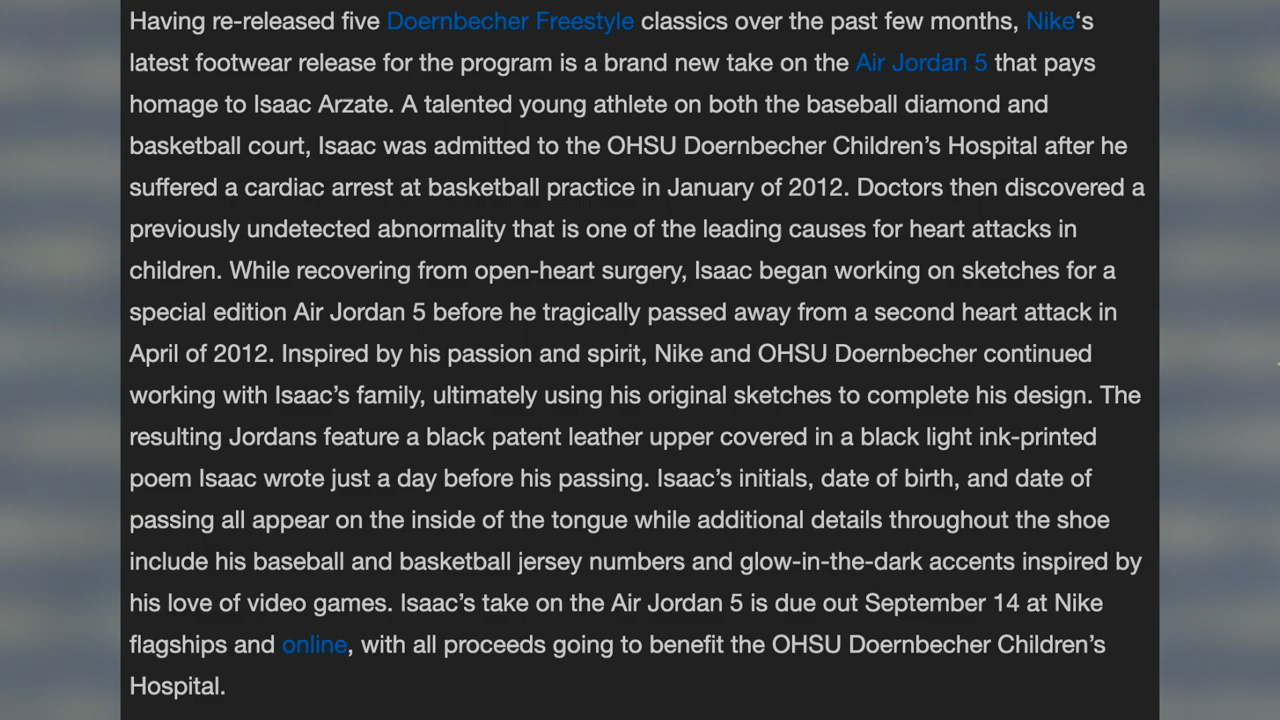 Having re-released five Doernbecher Freestyle classics over the past few months, Nike‘s
latest footwear release for the program is a brand new take on the Air Jordan 5 that pays
homage to Isaac Arzate. A talented young athlete on both the baseball diamond and
basketball court, Isaac was admitted to the OHSU Doernbecher Children’s Hospital after he
suffered a cardiac arrest at basketball practice in January of 2012. Doctors then discovered a
previously undetected abnormality that is one of the leading causes for heart attacks in
children. While recovering from open-heart surgery, Isaac began working on sketches for a
special edition Air Jordan 5 before he tragically passed away from a second heart attack in
April of 2012. Inspired by his passion and spirit, Nike and OHSU Doernbecher continued
working with Isaac’s family, ultimately using his original sketches to complete his design. The
resulting Jordans feature a black patent leather upper covered in a black light ink-printed
poem Isaac wrote just a day before his passing. Isaac’s initials, date of birth, and date of
passing all appear on the inside of the tongue while additional details throughout the shoe
include his baseball and basketball jersey numbers and glow-in-the-dark accents inspired by
his love of video games. Isaac’s take on the Air Jordan 5 is due out September 14 at Nike
flagships and online, with all proceeds going to benefit the OHSU Doernbecher Children’s
Hospital.